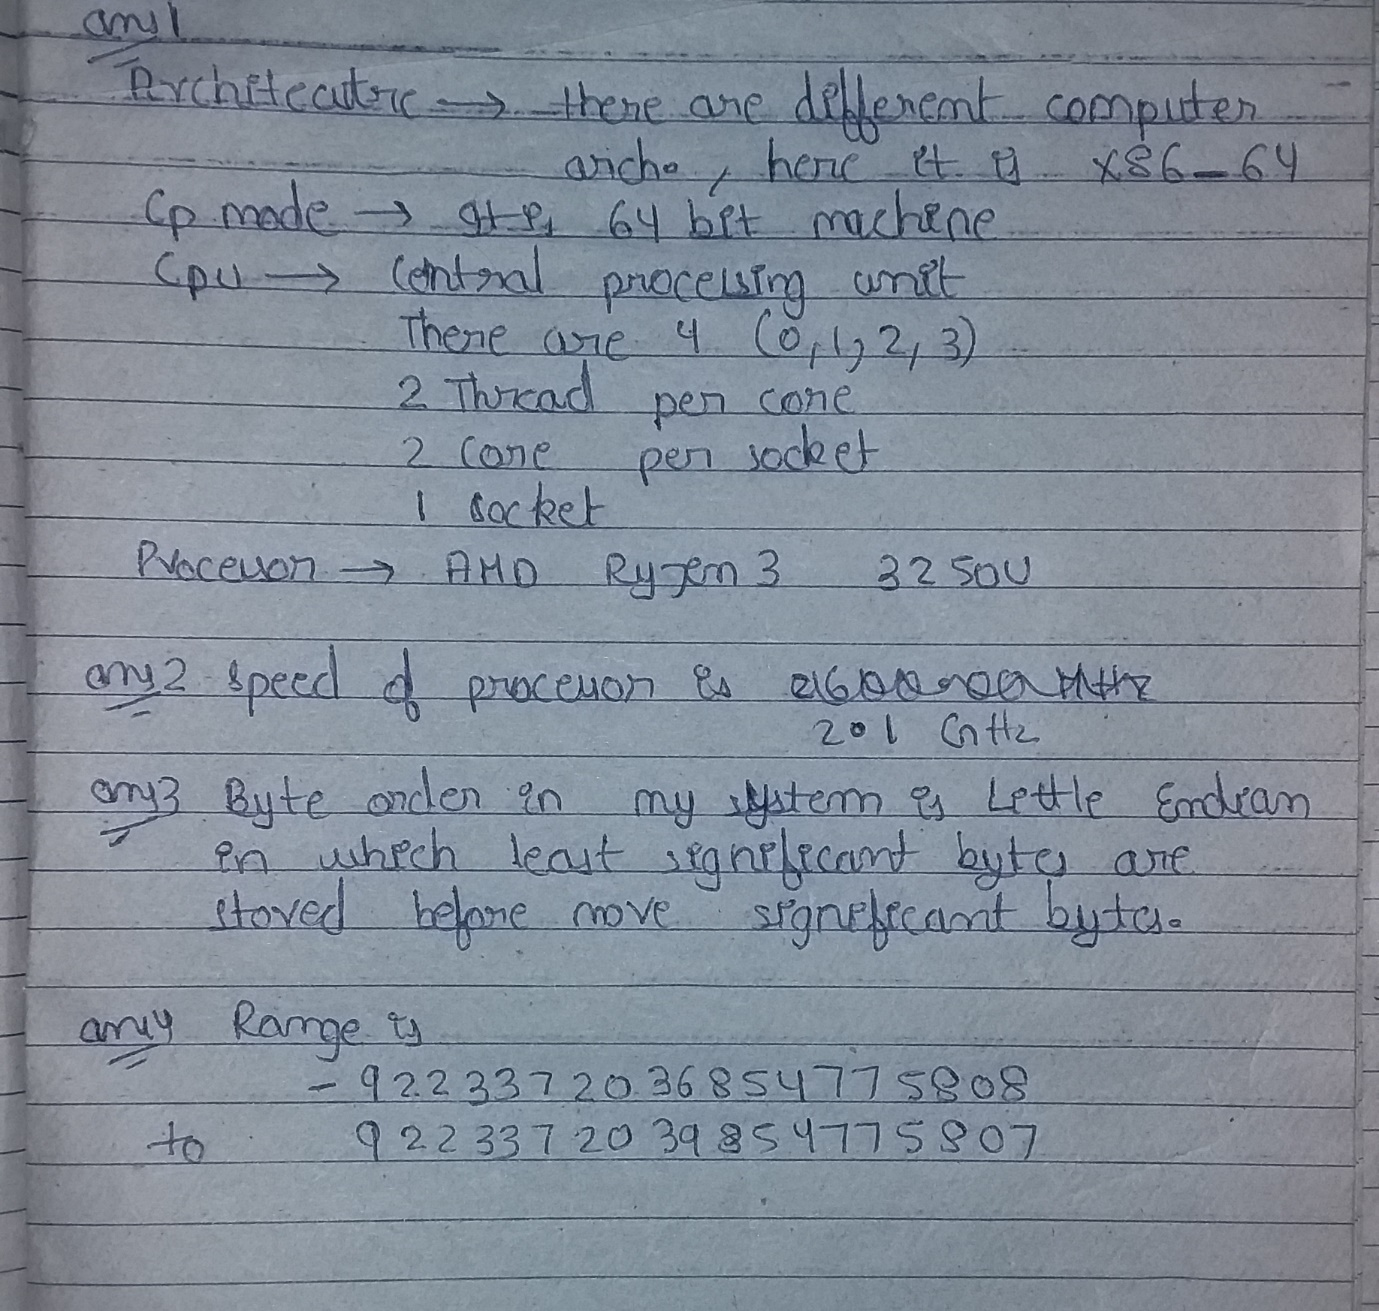 ans1
Architecture → there are different computer
archo, here it is x86-64
Cp mode → It is 64 bit machine
Cpu → Central processing unit
There are 4 (0,1,2,3)
2 Thread per core
2 core per socket
1 socket
Processor → AMD Ryzen 3 3250U
ans2 speed of processor is
2.1 GHz
ans3 Byte order in my system is Little Endian
in which least significant bytes are
stored before more significant bytes.
ans4 Range is
-9223372036854775808
to 9223372039854775807